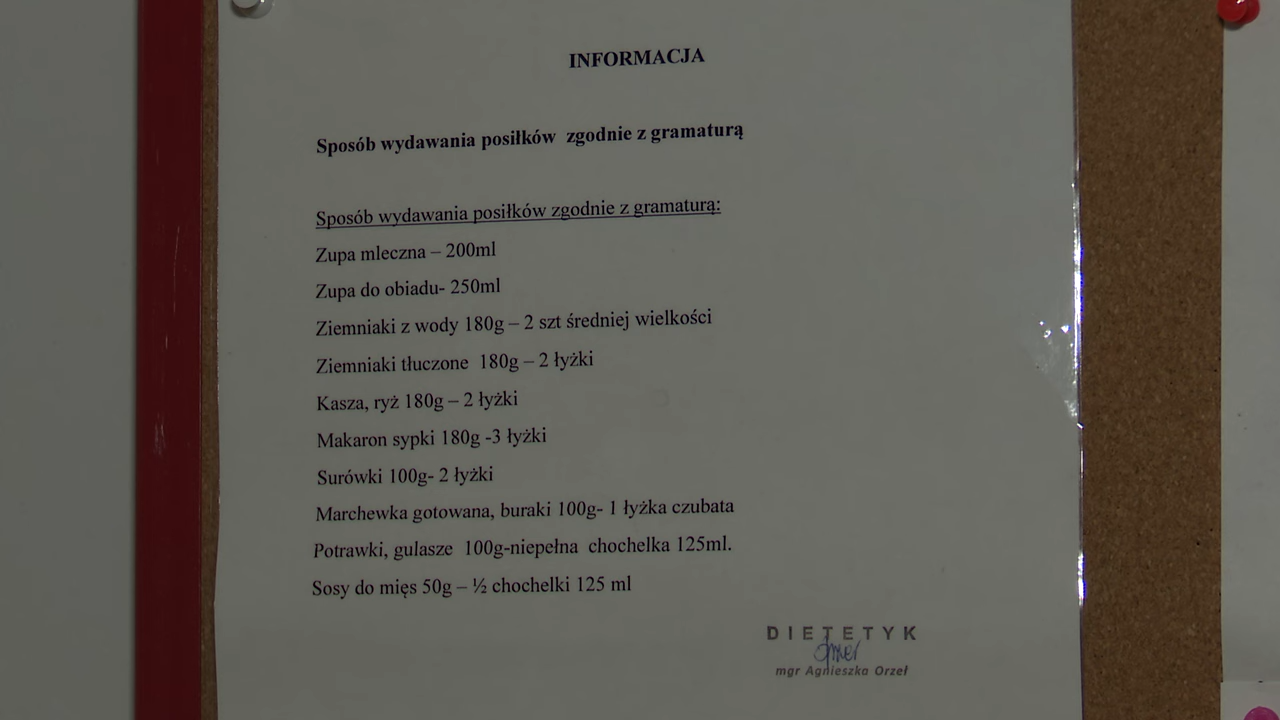 INFORMACJA
Sposób wydawania posiłków zgodnie z gramaturą
Sposób wydawania posiłków zgodnie z gramaturą:
Zupa mleczna – 200ml
Zupa do obiadu- 250ml
Ziemniaki z wody 180g – 2 szt średniej wielkości
Ziemniaki tłuczone 180g – 2 łyżki
Kasza, ryż 180g – 2 łyżki
Makaron sypki 180g -3 łyżki
Surówki 100g- 2 łyżki
Marchewka gotowana, buraki 100g- 1 łyżka czubata
Potrawki, gulasze 100g-niepełna chochelka 125ml.
Sosy do mięs 50g – ½ chochelki 125 ml
DIETETYK
mgr Agnieszka Orzeł